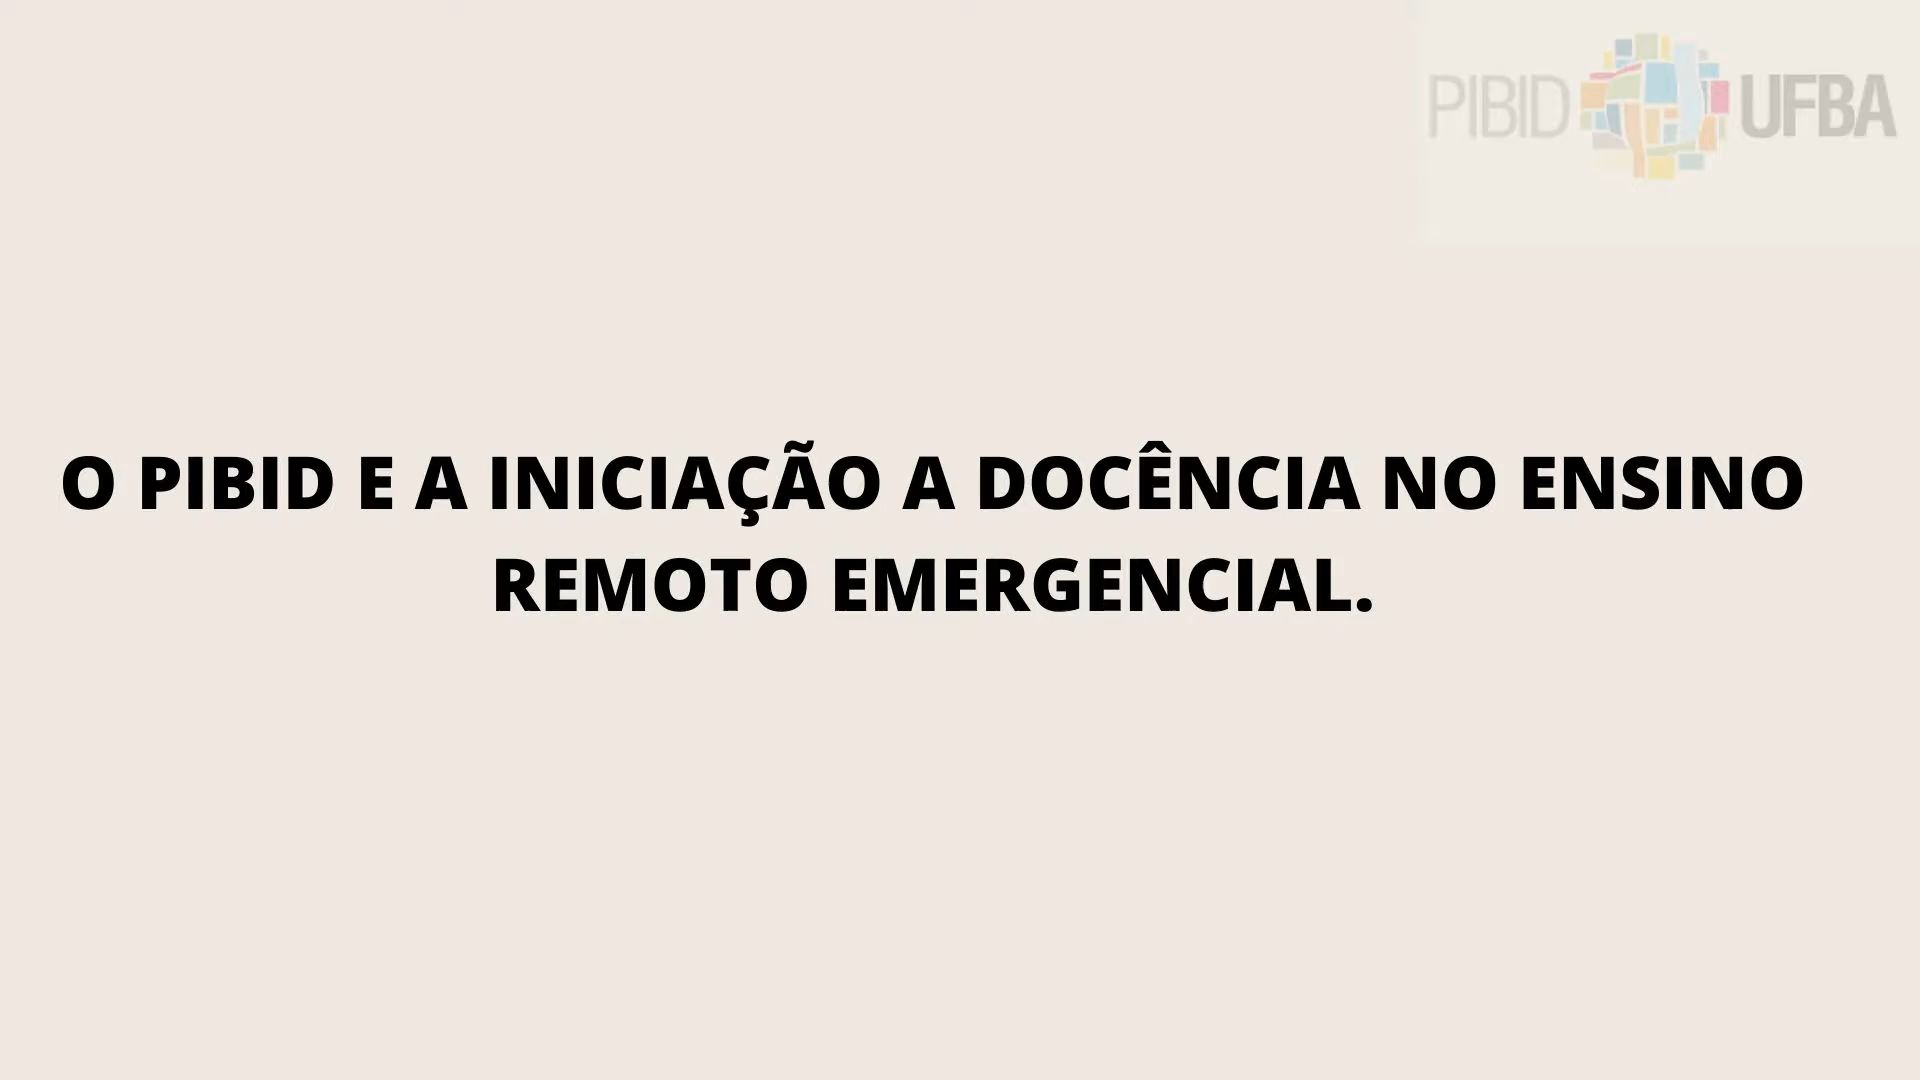 PIBID UFBA
O PIBID E A INICIAÇÃO A DOCÊNCIA NO ENSINO
REMOTO EMERGENCIAL.